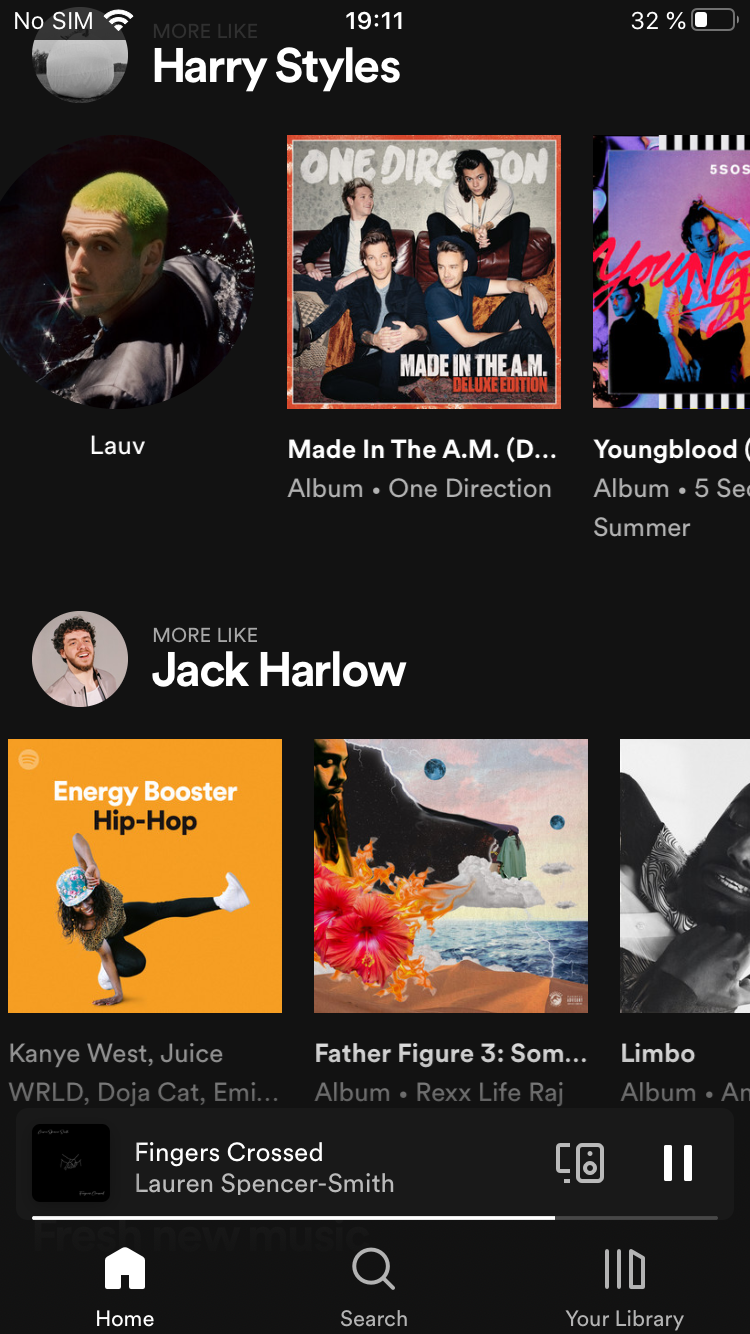 No SIM 19:11 32 %
MORE LIKE
Harry Styles
ONE DIRECTION
MADE IN THE A.M.
DELUXE EDITION
5SOS
Lauv
Made In The A.M. (D...
Album • One Direction
Youngblood (
Album • 5 Sec
Summer
MORE LIKE
Jack Harlow
Energy Booster
Hip-Hop
Kanye West, Juice
WRLD, Doja Cat, Emi...
Father Figure 3: Som...
Album • Rexx Life Raj
Limbo
Album • Am
Fingers Crossed
Lauren Spencer-Smith
Fresh new music
Home
Search
Your Library